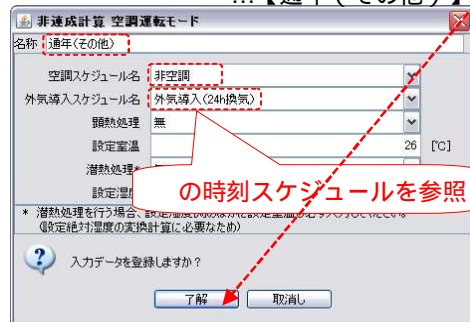 …【通年(その他)】
非連成計算 空調運転モード
名称 通年(その他)
空調スケジュール名 非空調
外気導入スケジュール名 外気導入(24h換気)
顕熱処理 無
設定室温 26 [℃]
潜熱処理*
設定湿度
の時刻スケジュールを参照
* 潜熱処理を行う場合、
(設定絶対湿度の変換計算に必要なため)
入力データを登録しますか?
了解 取消し